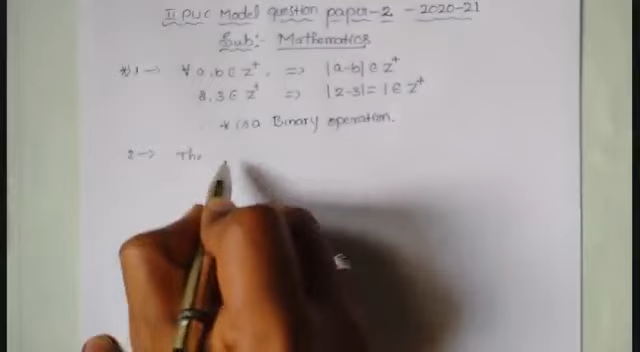 II PUC Model question paper-2 - 2020-21
Sub:- Mathematics
*) 1 → ∀ a,b ∈ Z⁺, ⇒ |a-b| ∈ Z⁺
2,3 ∈ Z⁺ ⇒ |2-3| = 1 ∈ Z⁺
∴ * is a Binary operation.
2 → The